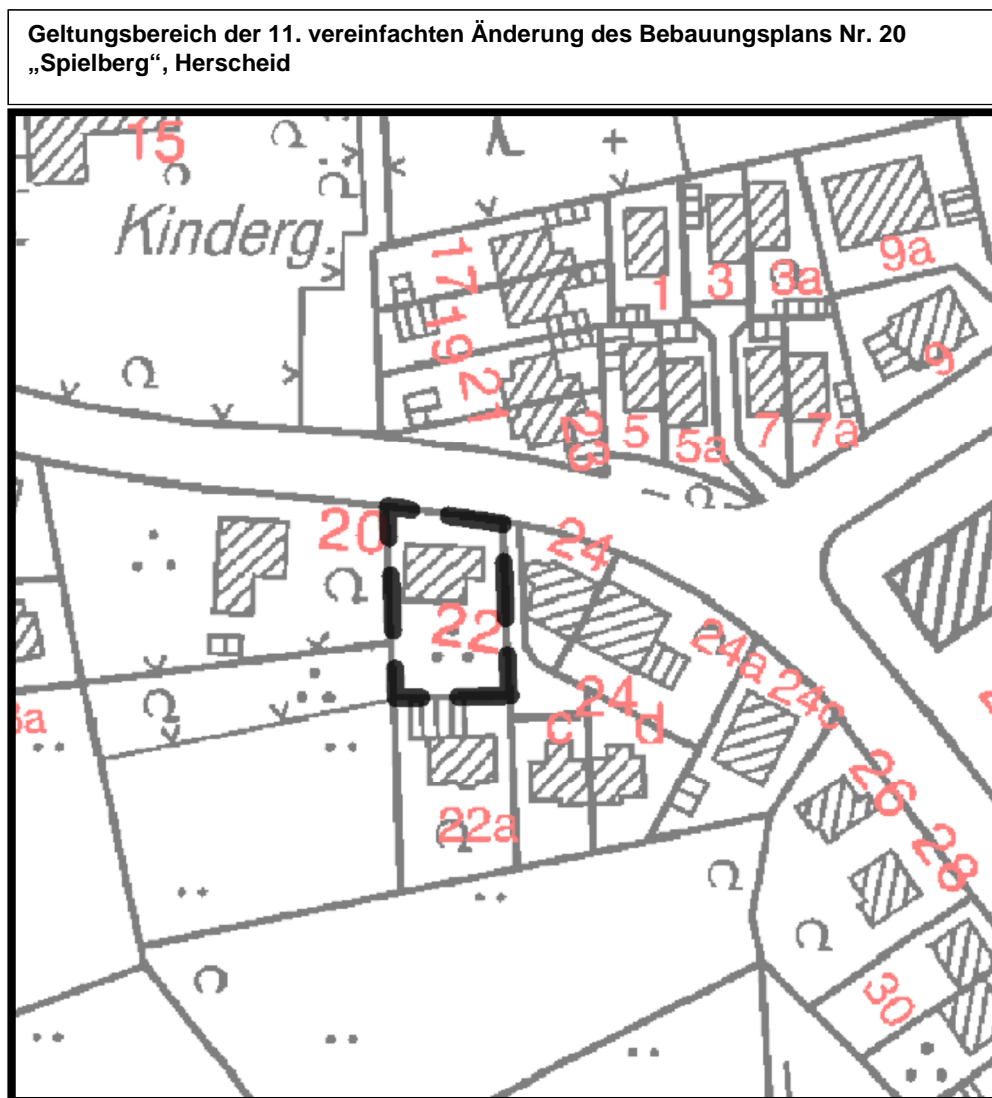 Geltungsbereich der 11. vereinfachten Änderung des Bebauungsplans Nr. 20
„Spielberg“, Herscheid
15
Kinderg.
17
19
21
23
1
3
3a
9a
9
5
5a
7
7a
20
22
24
24a
24c
24d
c
22a
26
28
30